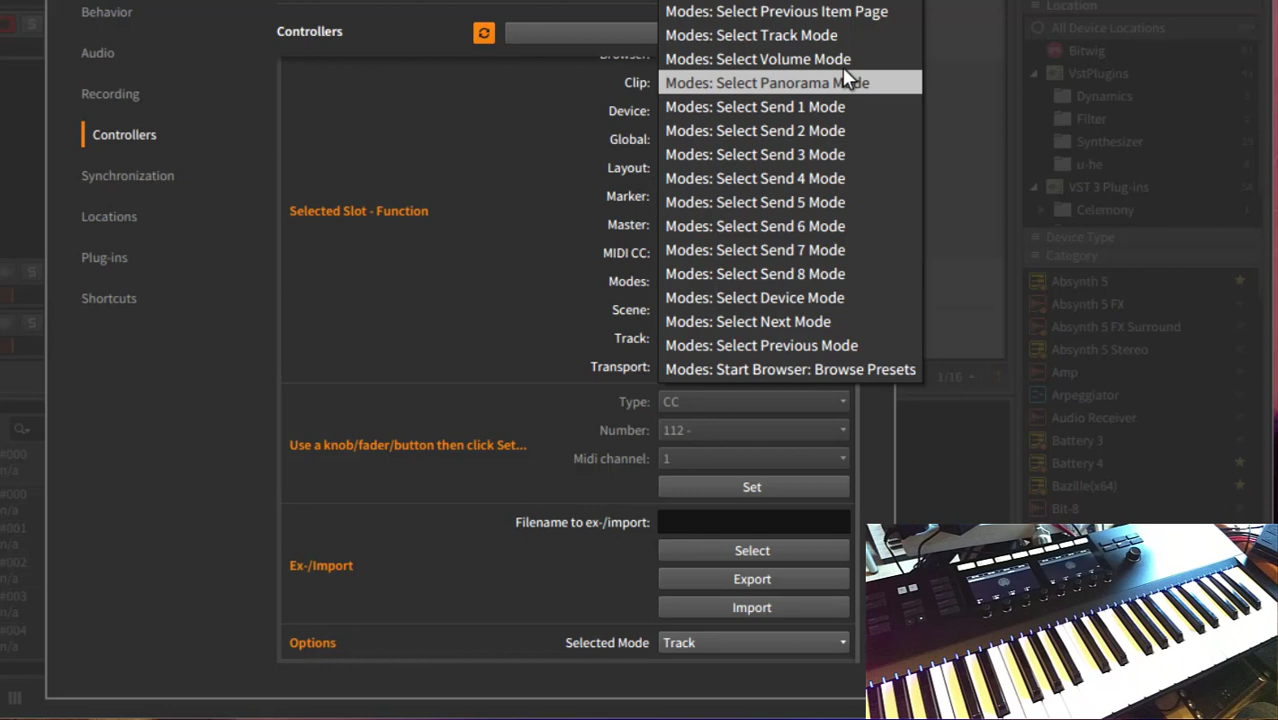 Behavior
Audio
Recording
Controllers
Synchronization
Locations
Plug-ins
Shortcuts
Controllers
Clip:
Device:
Global:
Layout:
Marker:
Master:
MIDI CC:
Modes:
Scene:
Track:
Transport:
Selected Slot - Function
Modes: Select Previous Item Page
Modes: Select Track Mode
Modes: Select Volume Mode
Modes: Select Panorama Mode
Modes: Select Send 1 Mode
Modes: Select Send 2 Mode
Modes: Select Send 3 Mode
Modes: Select Send 4 Mode
Modes: Select Send 5 Mode
Modes: Select Send 6 Mode
Modes: Select Send 7 Mode
Modes: Select Send 8 Mode
Modes: Select Device Mode
Modes: Select Next Mode
Modes: Select Previous Mode
Modes: Start Browser: Browse Presets
Use a knob/fader/button then click Set...
Type: CC
Number: 112 -
Midi channel: 1
Set
Ex-/Import
Filename to ex-/import:
Select
Export
Import
Options
Selected Mode Track
1/16
S
S
S
#000
n/a
#000
n/a
#001
n/a
#002
n/a
#003
n/a
#004
n/a
Location
All Device Locations
Bitwig
VstPlugins
Dynamics
Filter
Synthesizer
u-he
VST 3 Plug-ins
Celemony
Device Type
Category
Absynth 5
Absynth 5 FX
Absynth 5 FX Surround
Absynth 5 Stereo
Amp
Arpeggiator
Audio Receiver
Battery 3
Battery 4
Bazille(x64)
Bit-8